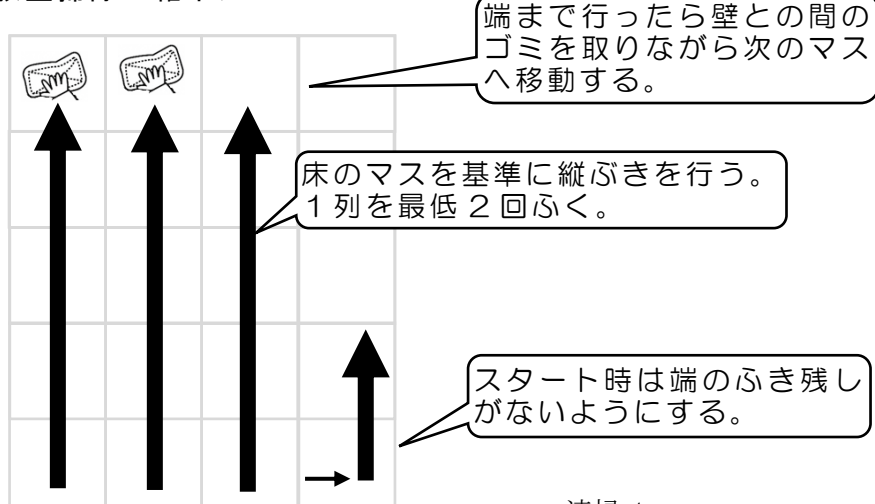 端まで行ったら壁との間の
ゴミを取りながら次のマス
へ移動する。
床のマスを基準に縦ぶきを行う。
１列を最低２回ふく。
スタート時は端のふき残し
がないようにする。